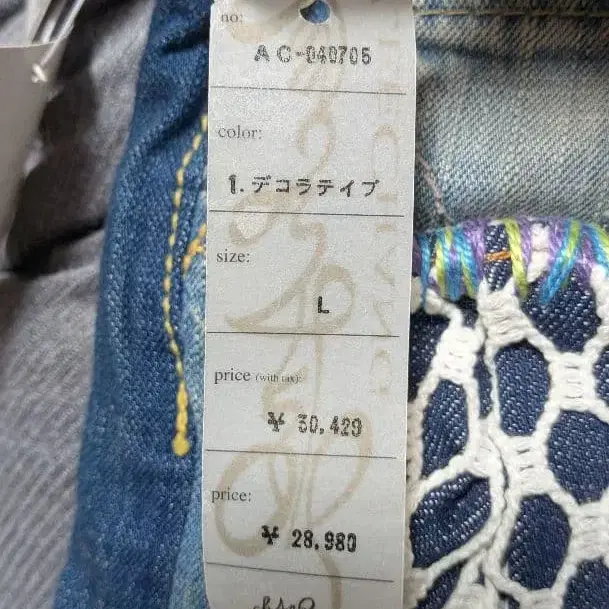 no:
AC-040705
color:
1.デコラテイブ
size:
L
price (with tax):
¥ 30,429
price:
¥ 28,980